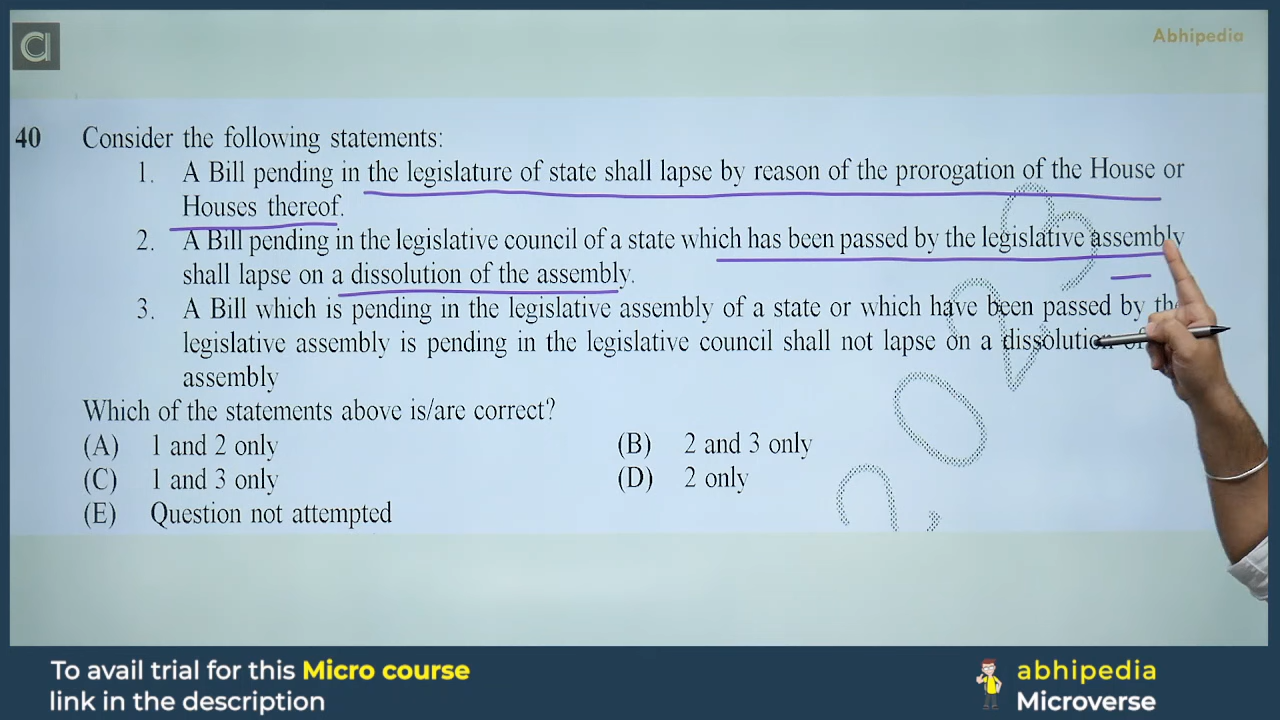 Abhipedia
40 Consider the following statements:
1. A Bill pending in the legislature of state shall lapse by reason of the prorogation of the House or
Houses thereof.
2. A Bill pending in the legislative council of a state which has been passed by the legislative assembly
shall lapse on a dissolution of the assembly.
3. A Bill which is pending in the legislative assembly of a state or which have been passed by the
legislative assembly is pending in the legislative council shall not lapse on a dissolution of
assembly
Which of the statements above is/are correct?
(A) 1 and 2 only (B) 2 and 3 only
(C) 1 and 3 only (D) 2 only
(E) Question not attempted
To avail trial for this Micro course
link in the description
abhipedia
Microverse